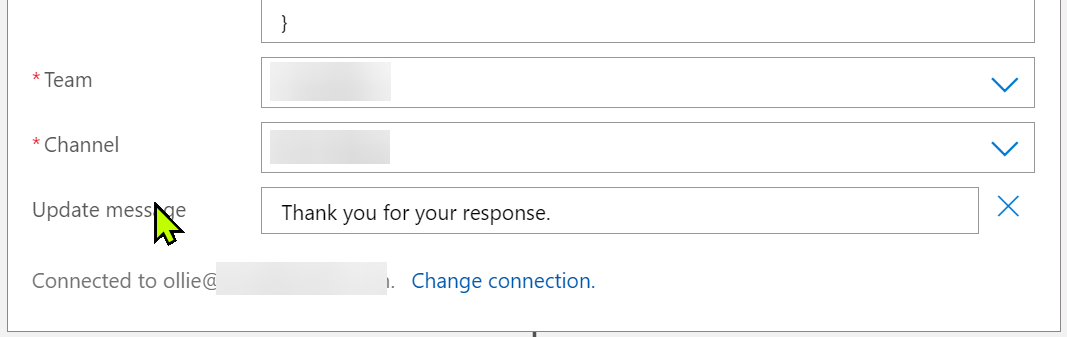 }
* Team
* Channel
Update message Thank you for your response.
Connected to ollie@ . Change connection.